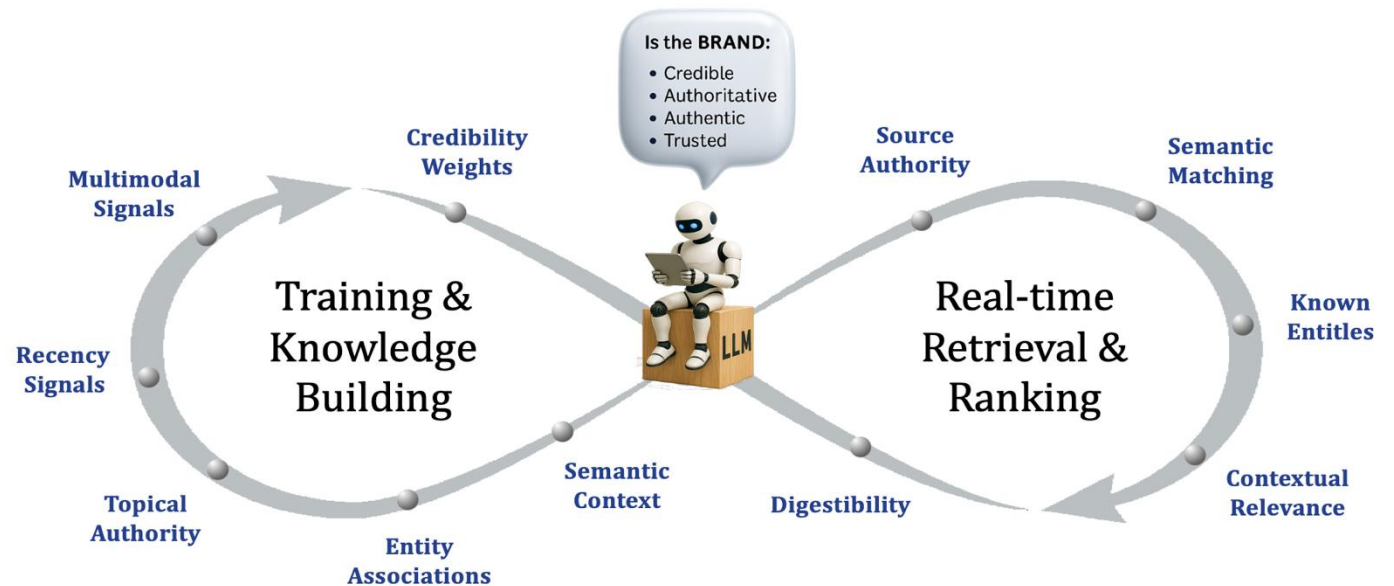 Is the BRAND:
• Credible
• Authoritative
• Authentic
• Trusted
Credibility
Weights
Multimodal
Signals
Recency
Signals
Topical
Authority
Entity
Associations
Semantic
Context
Training &
Knowledge
Building
LLM
Source
Authority
Semantic
Matching
Known
Entitles
Contextual
Relevance
Digestibility
Real-time
Retrieval &
Ranking